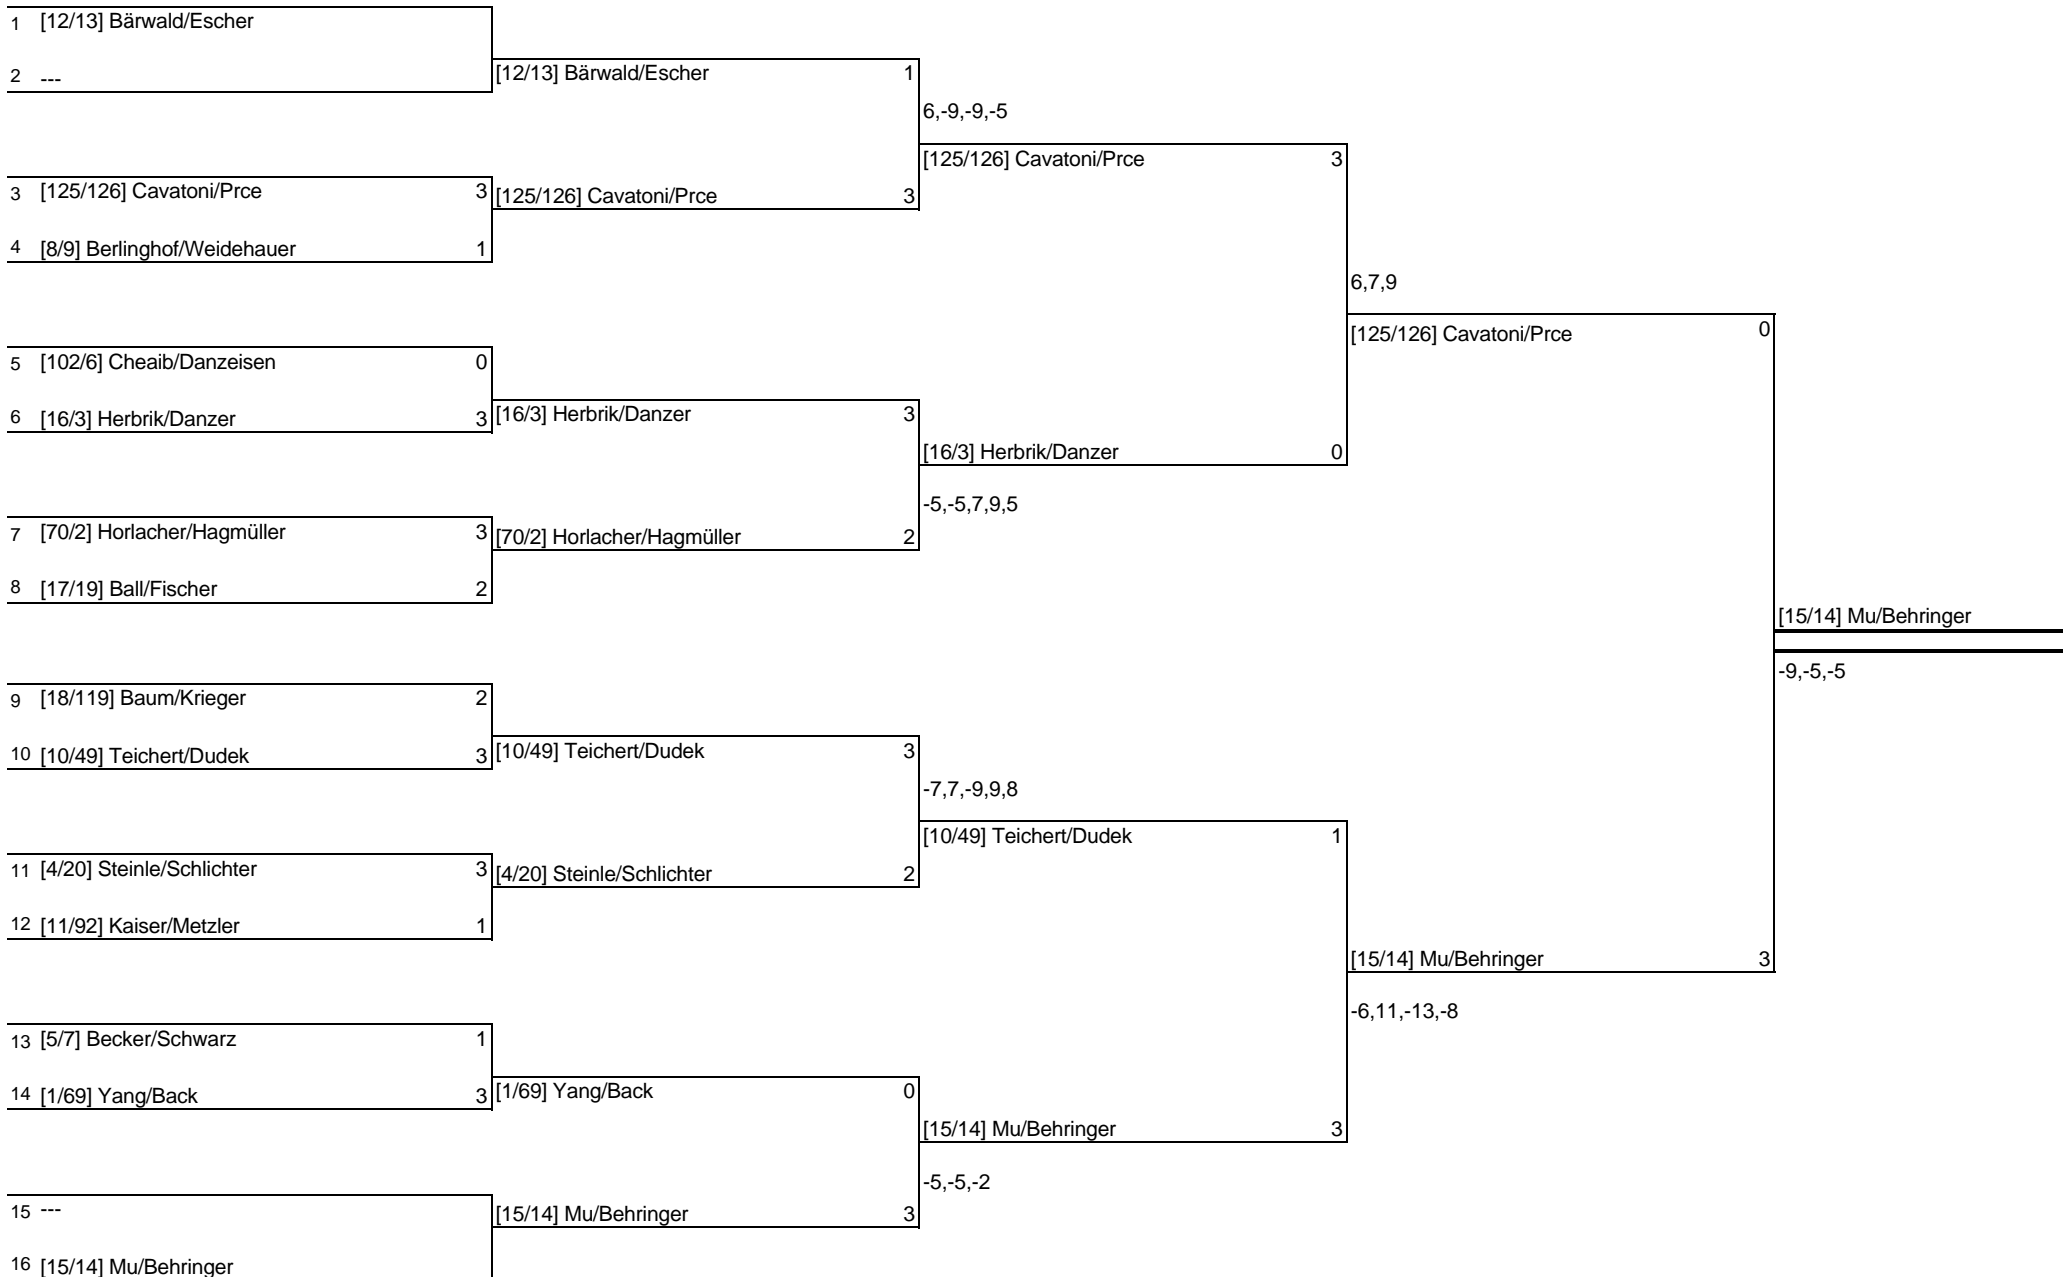 1 [12/13] Bärwald/Escher
2 ---
[12/13] Bärwald/Escher 1
6,-9,-9,-5
[125/126] Cavatoni/Prce 3
3 [125/126] Cavatoni/Prce 3
[125/126] Cavatoni/Prce 3
4 [8/9] Berlinghof/Weidehauer 1
6,7,9
[125/126] Cavatoni/Prce 0
5 [102/6] Cheaib/Danzeisen 0
6 [16/3] Herbrik/Danzer 3
[16/3] Herbrik/Danzer 3
[16/3] Herbrik/Danzer 0
-5,-5,7,9,5
7 [70/2] Horlacher/Hagmüller 3
[70/2] Horlacher/Hagmüller 2
8 [17/19] Ball/Fischer 2
[15/14] Mu/Behringer
-9,-5,-5
9 [18/119] Baum/Krieger 2
10 [10/49] Teichert/Dudek 3
[10/49] Teichert/Dudek 3
-7,7,-9,9,8
[10/49] Teichert/Dudek 1
11 [4/20] Steinle/Schlichter 3
[4/20] Steinle/Schlichter 2
12 [11/92] Kaiser/Metzler 1
[15/14] Mu/Behringer 3
-6,11,-13,-8
13 [5/7] Becker/Schwarz 1
14 [1/69] Yang/Back 3
[1/69] Yang/Back 0
[15/14] Mu/Behringer 3
-5,-5,-2
15 ---
[15/14] Mu/Behringer 3
16 [15/14] Mu/Behringer